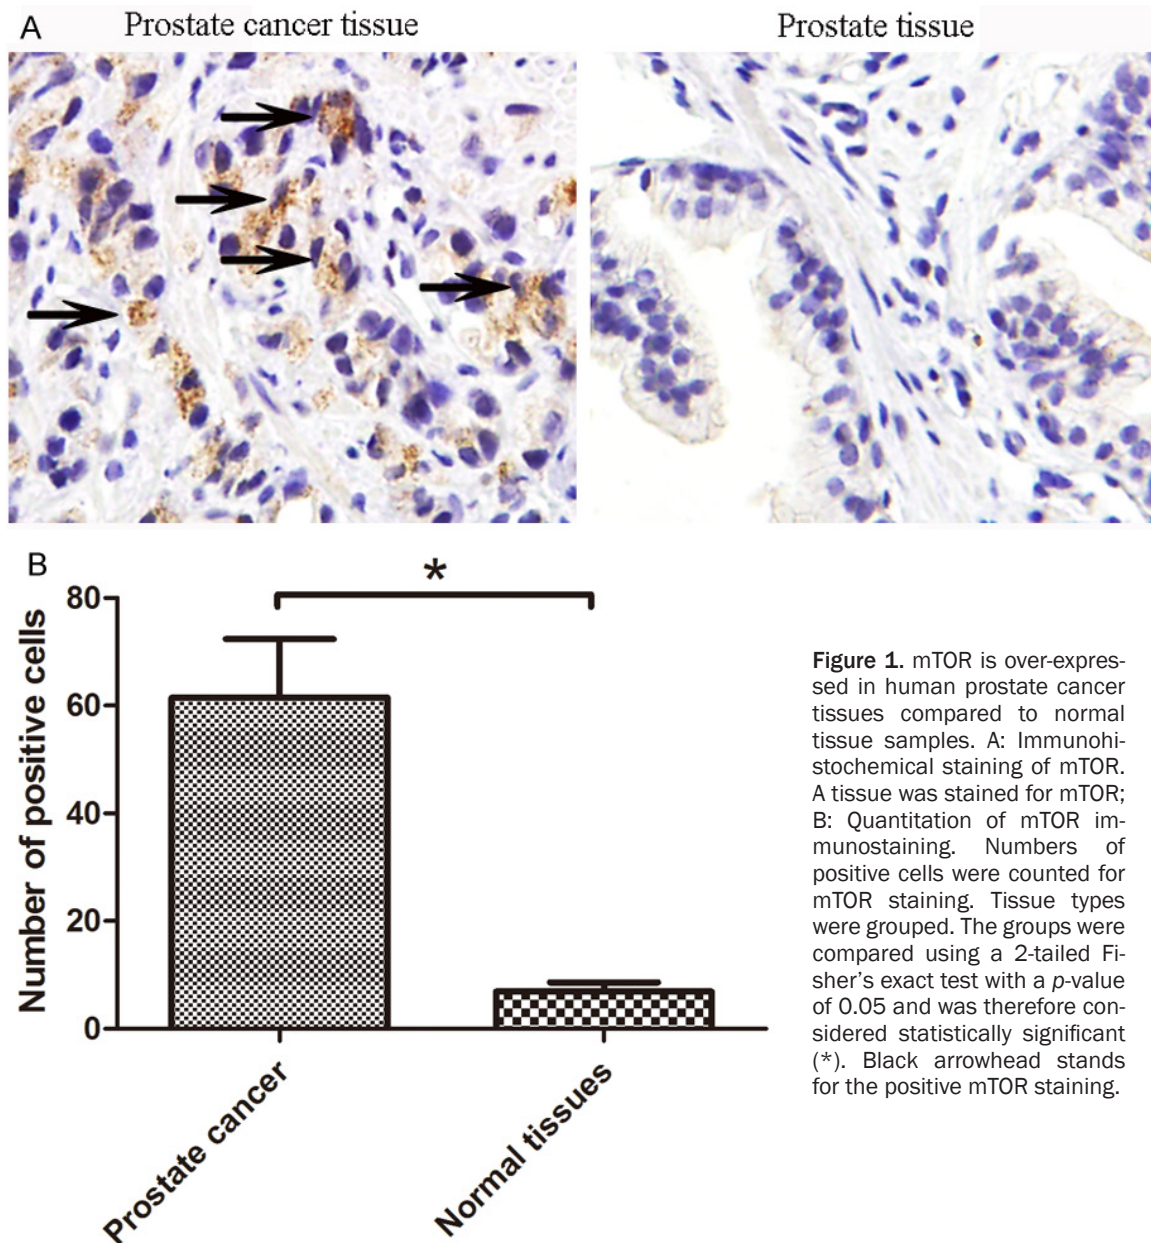 A
Prostate cancer tissue
Prostate tissue
B
*
Number of positive cells
80
60
40
20
0
Prostate cancer
Normal tissues
Figure 1. mTOR is over-expres-
sed in human prostate cancer
tissues compared to normal
tissue samples. A: Immunohi-
stochemical staining of mTOR.
A tissue was stained for mTOR;
B: Quantitation of mTOR im-
munostaining. Numbers of
positive cells were counted for
mTOR staining. Tissue types
were grouped. The groups were
compared using a 2-tailed Fi-
sher's exact test with a p-value
of 0.05 and was therefore con-
sidered statistically significant
(*). Black arrowhead stands
for the positive mTOR staining.